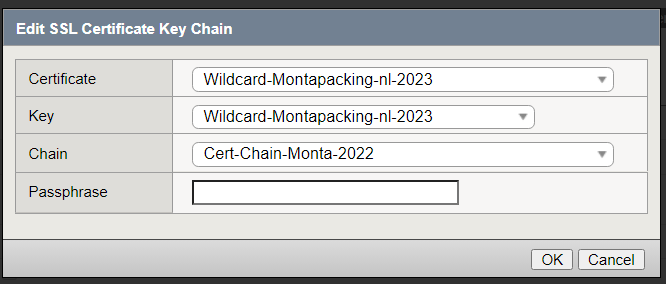 Edit SSL Certificate Key Chain
Certificate Wildcard-Montapacking-nl-2023
Key Wildcard-Montapacking-nl-2023
Chain Cert-Chain-Monta-2022
Passphrase
OK Cancel